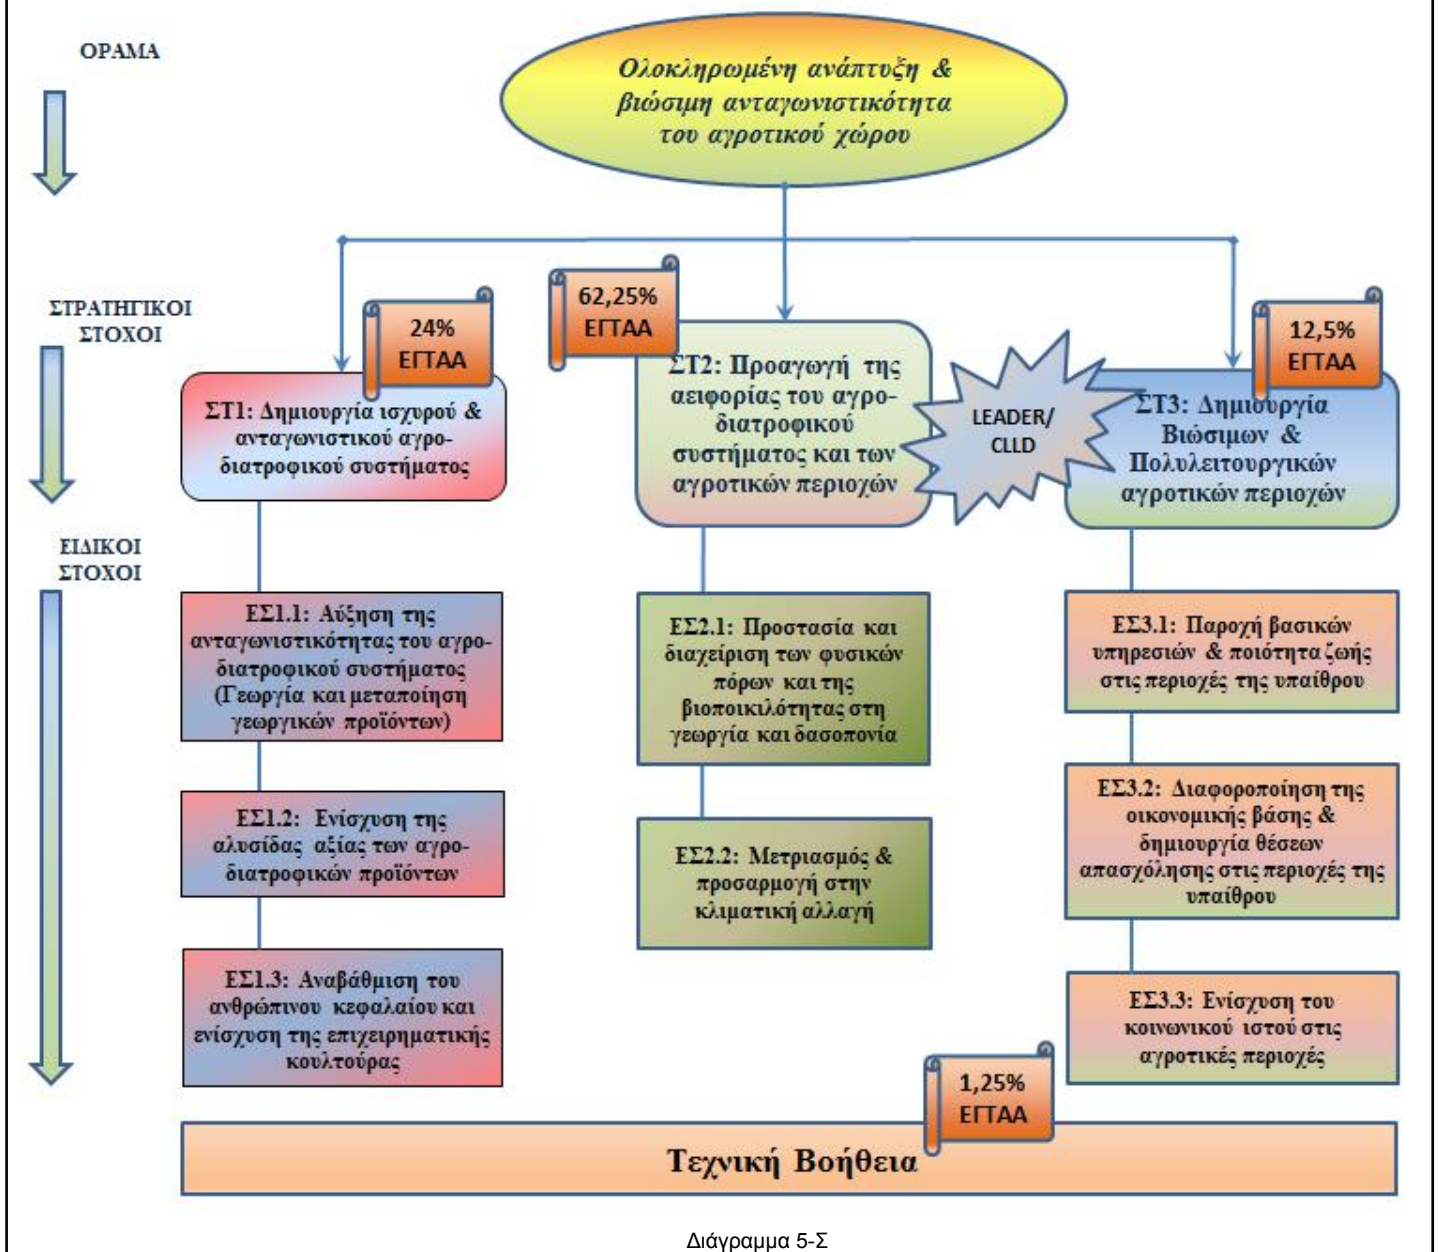 ΟΡΑΜΑ
Ολοκληρωμένη ανάπτυξη &
βιώσιμη ανταγωνιστικότητα
του αγροτικού χώρου
ΣΤΡΑΤΗΓΙΚΟΙ
ΣΤΟΧΟΙ
24%
ΕΓΤΑΑ
ΣΤ1: Δημιουργία ισχυρού &
ανταγωνιστικού αγρο-
διατροφικού συστήματος
62,25%
ΕΓΤΑΑ
ΣΤ2: Προαγωγή της
αειφορίας του αγρο-
διατροφικού
συστήματος και των
αγροτικών περιοχών
LEADER/
CLLD
12,5%
ΕΓΤΑΑ
ΣΤ3: Δημιουργία
Βιώσιμων &
Πολυλειτουργικών
αγροτικών περιοχών
ΕΙΔΙΚΟΙ
ΣΤΟΧΟΙ
ΕΣ1.1: Αύξηση της
ανταγωνιστικότητας του αγρο-
διατροφικού συστήματος
(Γεωργία και μεταποίηση
γεωργικών προϊόντων)
ΕΣ1.2: Ενίσχυση της
αλυσίδας αξίας των αγρο-
διατροφικών προϊόντων
ΕΣ1.3: Αναβάθμιση του
ανθρώπινου κεφαλαίου και
ενίσχυση της επιχειρηματικής
κουλτούρας
ΕΣ2.1: Προστασία και
διαχείριση των φυσικών
πόρων και της
βιοποικιλότητας στη
γεωργία και δασοπονία
ΕΣ2.2: Μετριασμός &
προσαρμογή στην
κλιματική αλλαγή
ΕΣ3.1: Παροχή βασικών
υπηρεσιών & ποιότητα ζωής
στις περιοχές της υπαίθρου
ΕΣ3.2: Διαφοροποίηση της
οικονομικής βάσης &
δημιουργία θέσεων
απασχόλησης στις περιοχές της
υπαίθρου
ΕΣ3.3: Ενίσχυση του
κοινωνικού ιστού στις
αγροτικές περιοχές
1,25%
ΕΓΤΑΑ
Τεχνική Βοήθεια
Διάγραμμα 5-Σ